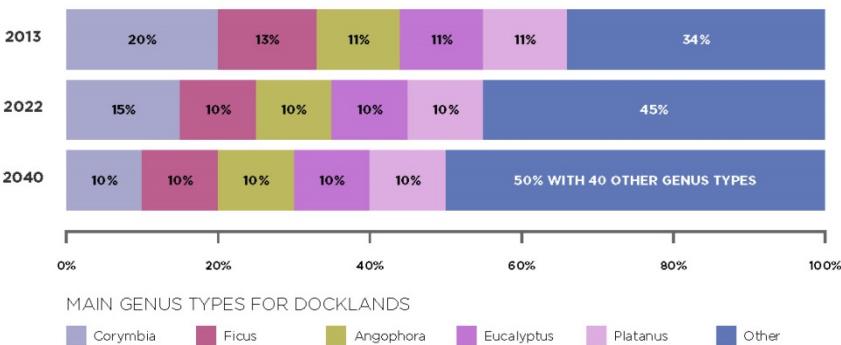 2013 20% 13% 11% 11% 11% 34%
2022 15% 10% 10% 10% 10% 45%
2040 10% 10% 10% 10% 10% 50% WITH 40 OTHER GENUS TYPES
0% 20% 40% 60% 80% 100%
MAIN GENUS TYPES FOR DOCKLANDS
Corymbia Ficus Angophora Eucalyptus Platanus Other